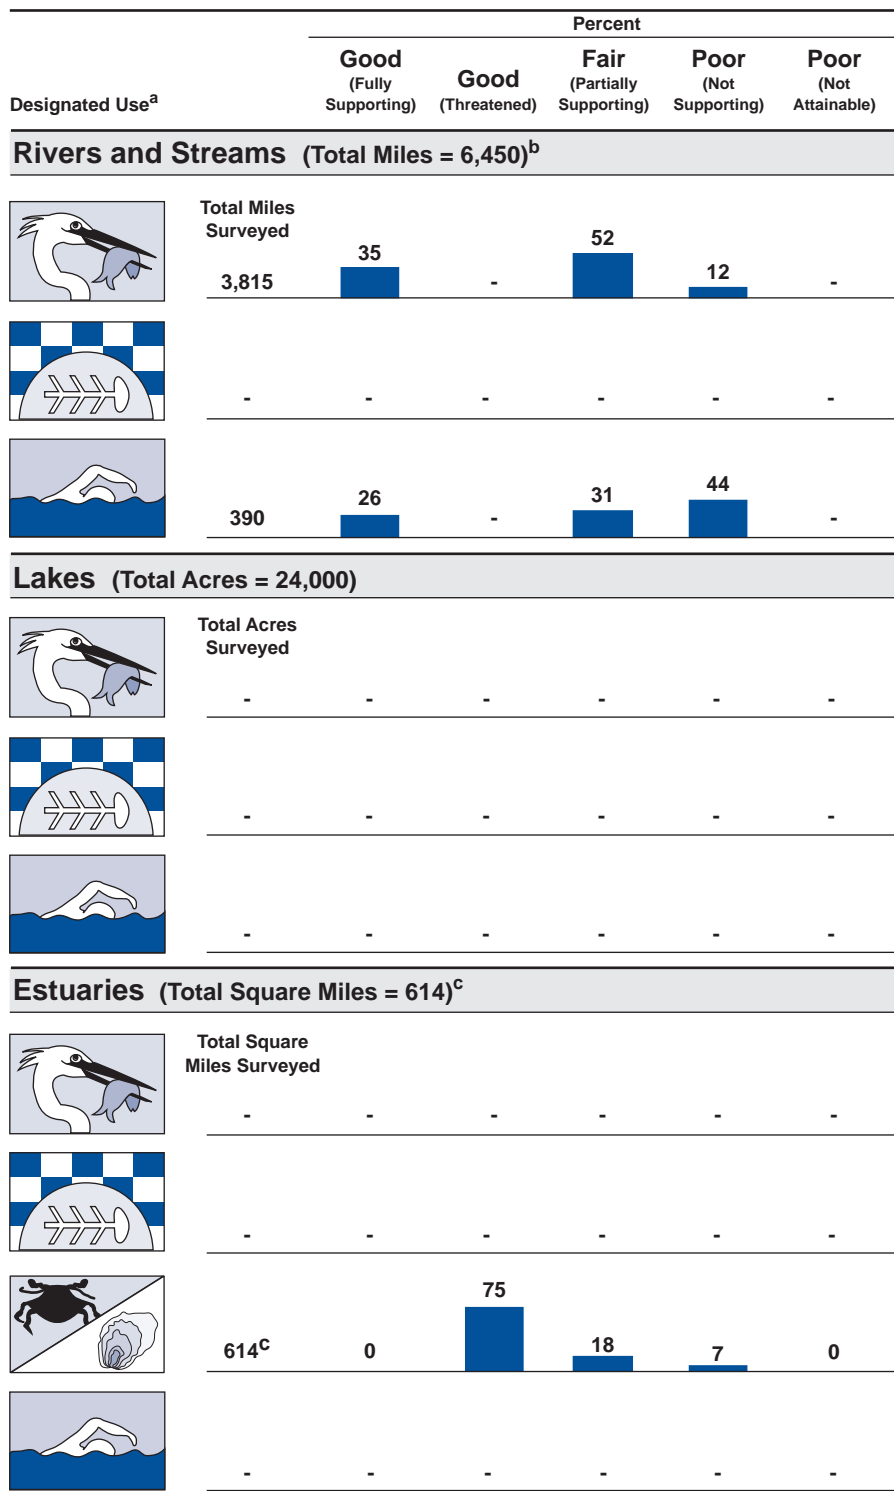 Percent
Designated Useᵃ
Good (Fully Supporting)
Good (Threatened)
Fair (Partially Supporting)
Poor (Not Supporting)
Poor (Not Attainable)
Rivers and Streams (Total Miles = 6,450)ᵇ
Total Miles Surveyed
3,815 35 - 52 12 -
- - - - - -
390 26 - 31 44 -
Lakes (Total Acres = 24,000)
Total Acres Surveyed
- - - - - -
- - - - - -
- - - - - -
Estuaries (Total Square Miles = 614)ᶜ
Total Square Miles Surveyed
- - - - - -
- - - - - -
614ᶜ 0 75 18 7 0
- - - - - -